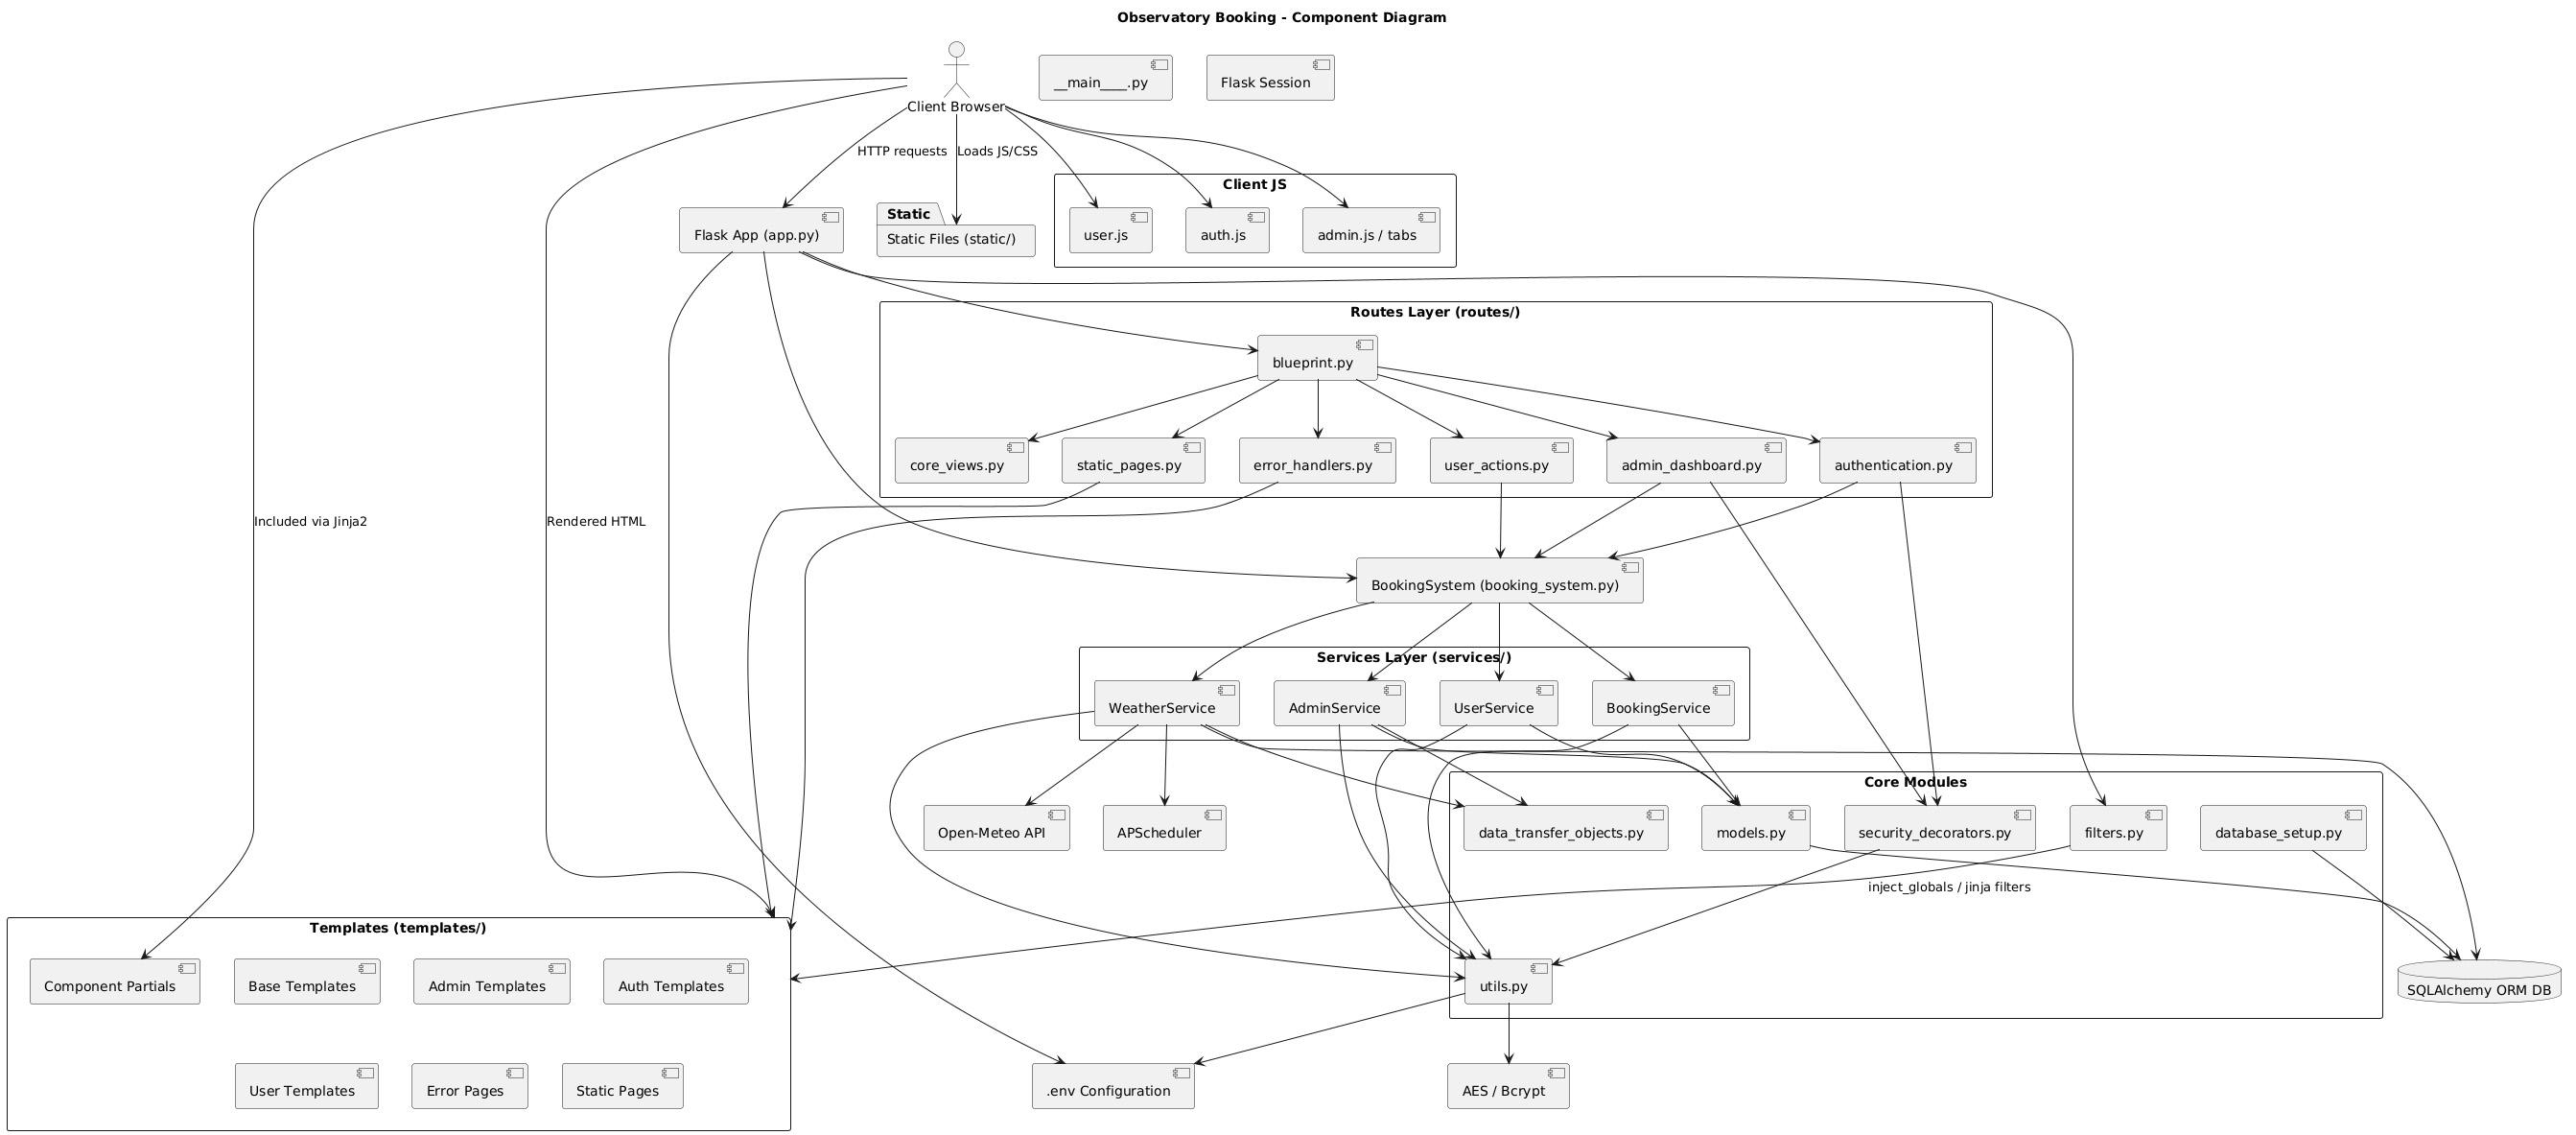 Observatory Booking - Component Diagram
Client Browser
__main____.py
Flask Session
HTTP requests
Loads JS/CSS
Client JS
Static
Flask App (app.py)
Static Files (static/)
user.js
auth.js
admin.js / tabs
Routes Layer (routes/)
blueprint.py
core_views.py
static_pages.py
error_handlers.py
user_actions.py
admin_dashboard.py
authentication.py
Included via Jinja2
Rendered HTML
BookingSystem (booking_system.py)
Services Layer (services/)
WeatherService
AdminService
UserService
BookingService
Core Modules
Open-Meteo API
APScheduler
data_transfer_objects.py
models.py
security_decorators.py
filters.py
database_setup.py
inject_globals / jinja filters
Templates (templates/)
Component Partials
Base Templates
Admin Templates
Auth Templates
utils.py
SQLAlchemy ORM DB
User Templates
Error Pages
Static Pages
.env Configuration
AES / Bcrypt